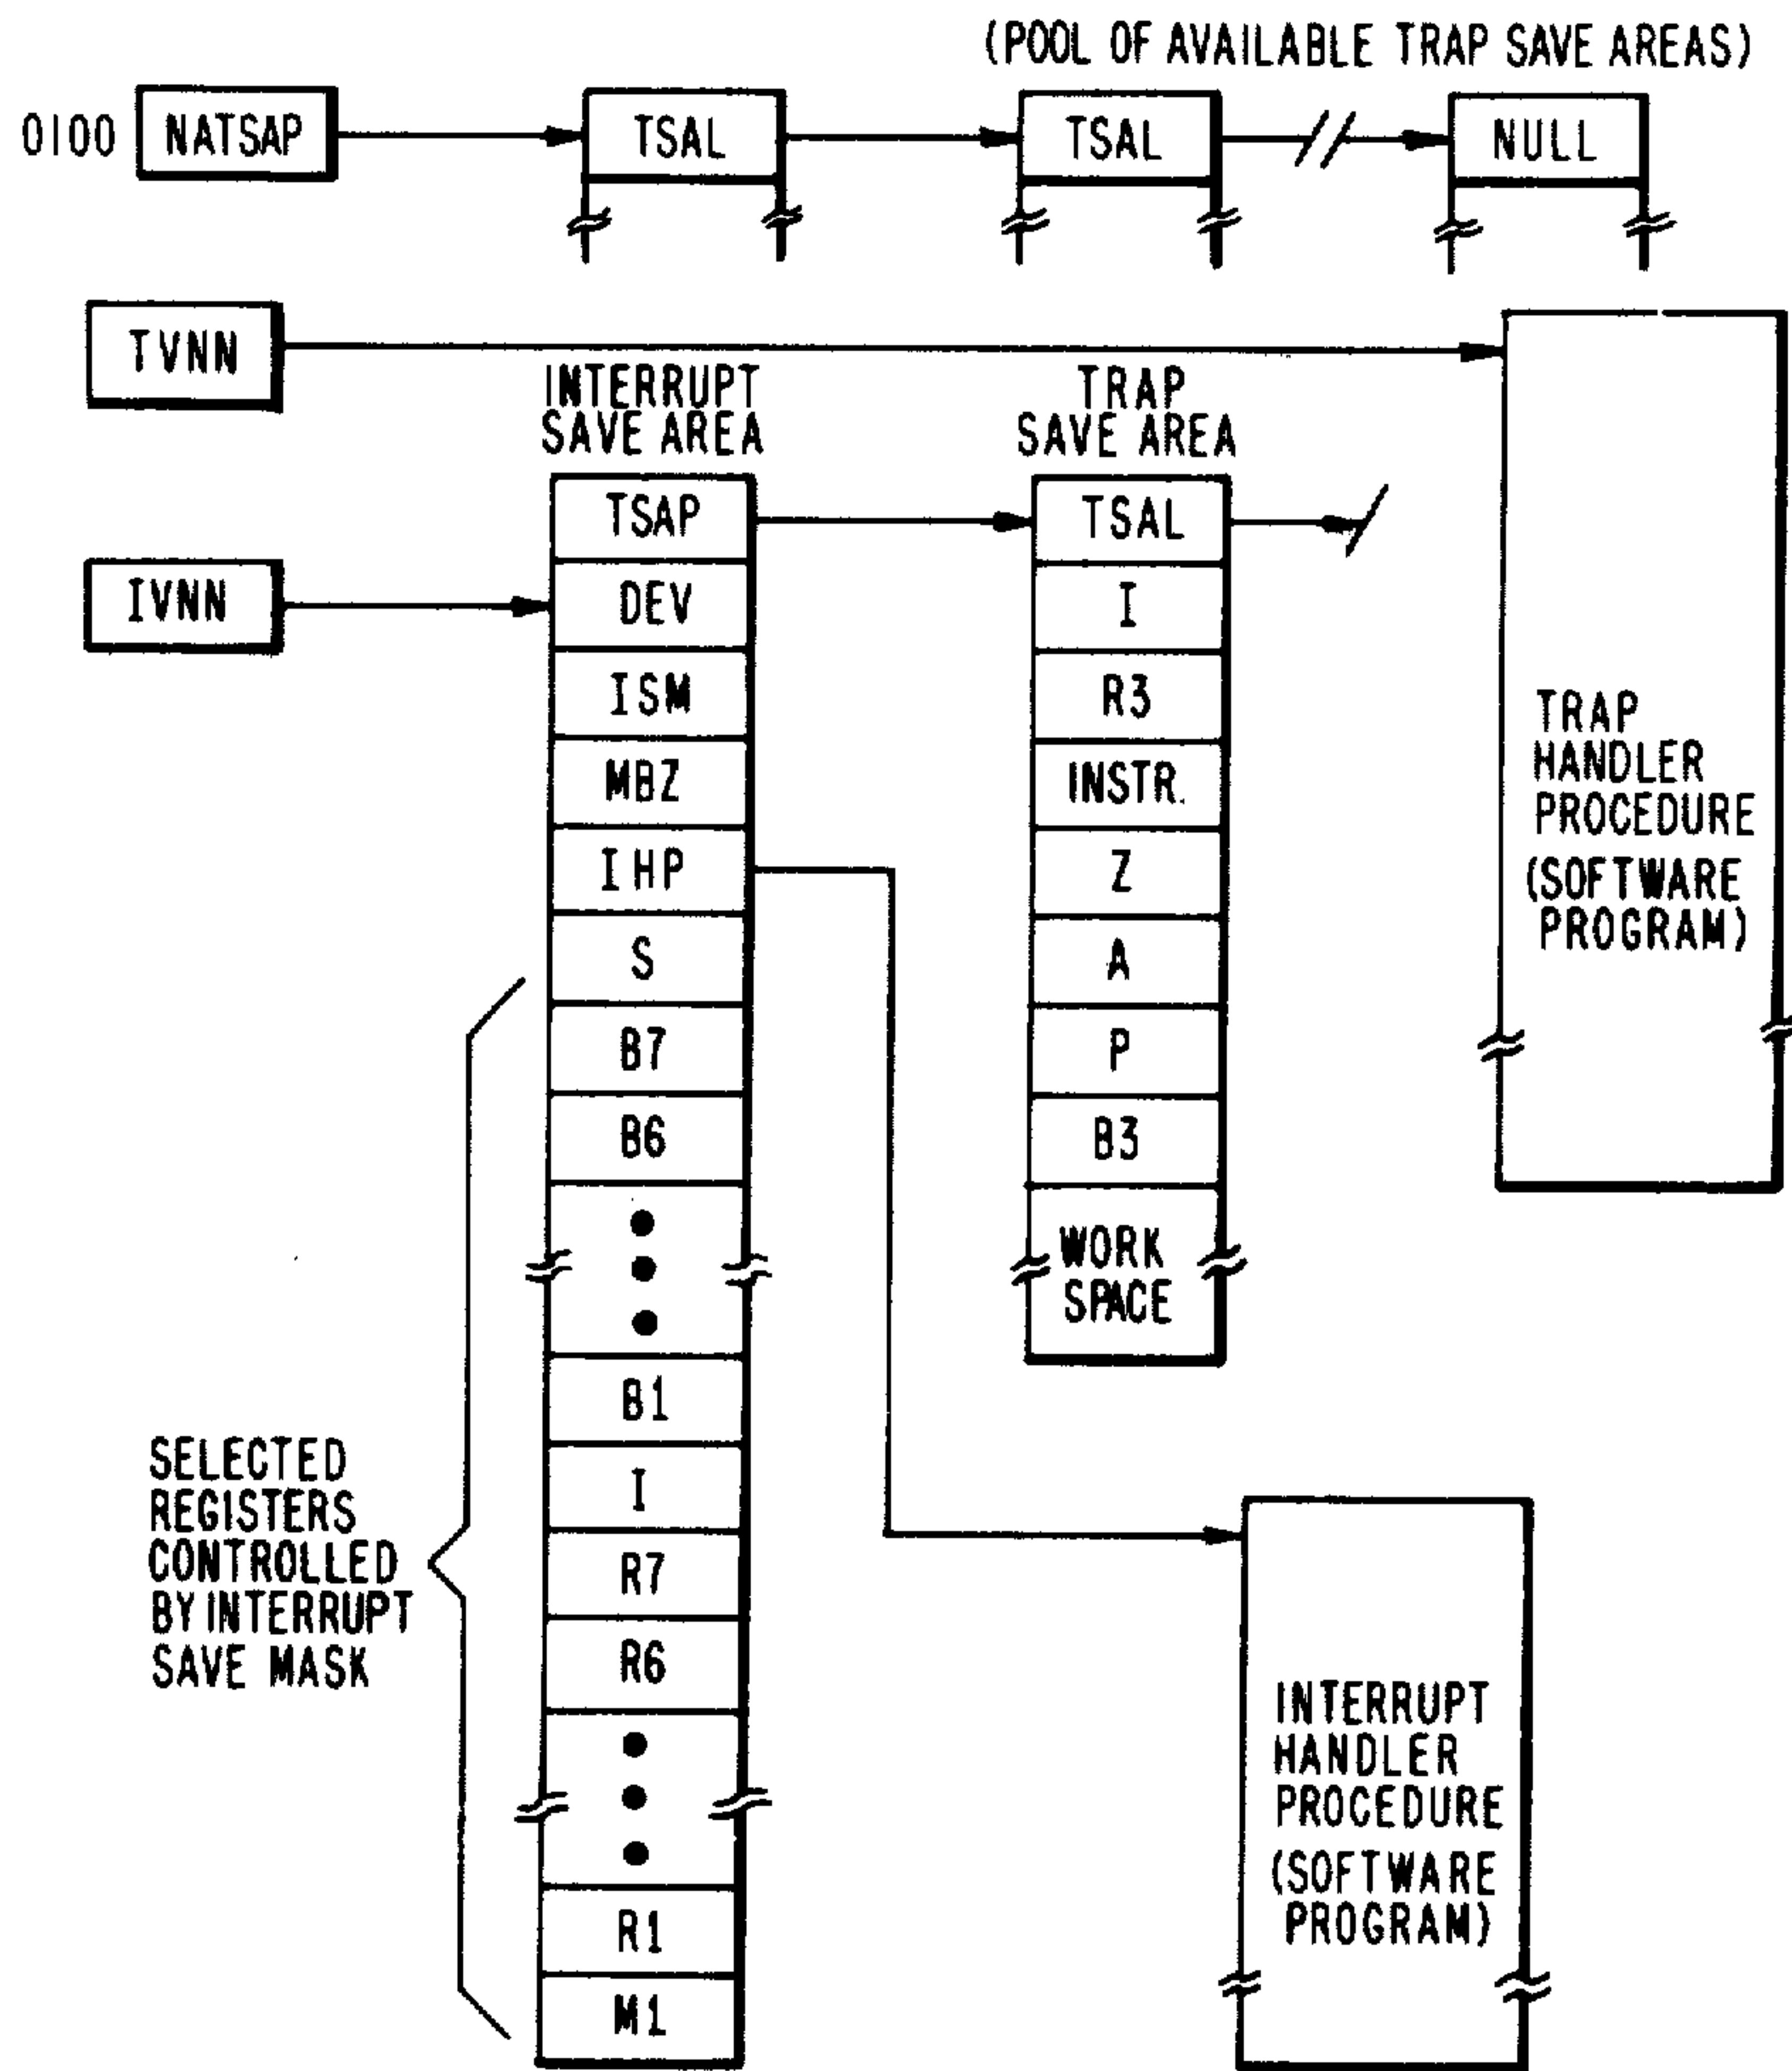 (POOL OF AVAILABLE TRAP SAVE AREAS)
0100
NATSAP
TSAL
TSAL
NULL
TVNN
INTERRUPT
SAVE AREA
TRAP
SAVE AREA
IVNN
TSAP
DEV
ISM
MBZ
IHP
S
B7
B6
B1
I
R7
R6
R1
M1
TSAL
I
R3
INSTR.
Z
A
P
B3
WORK
SPACE
TRAP
HANDLER
PROCEDURE
(SOFTWARE
PROGRAM)
SELECTED
REGISTERS
CONTROLLED
BY INTERRUPT
SAVE MASK
INTERRUPT
HANDLER
PROCEDURE
(SOFTWARE
PROGRAM)